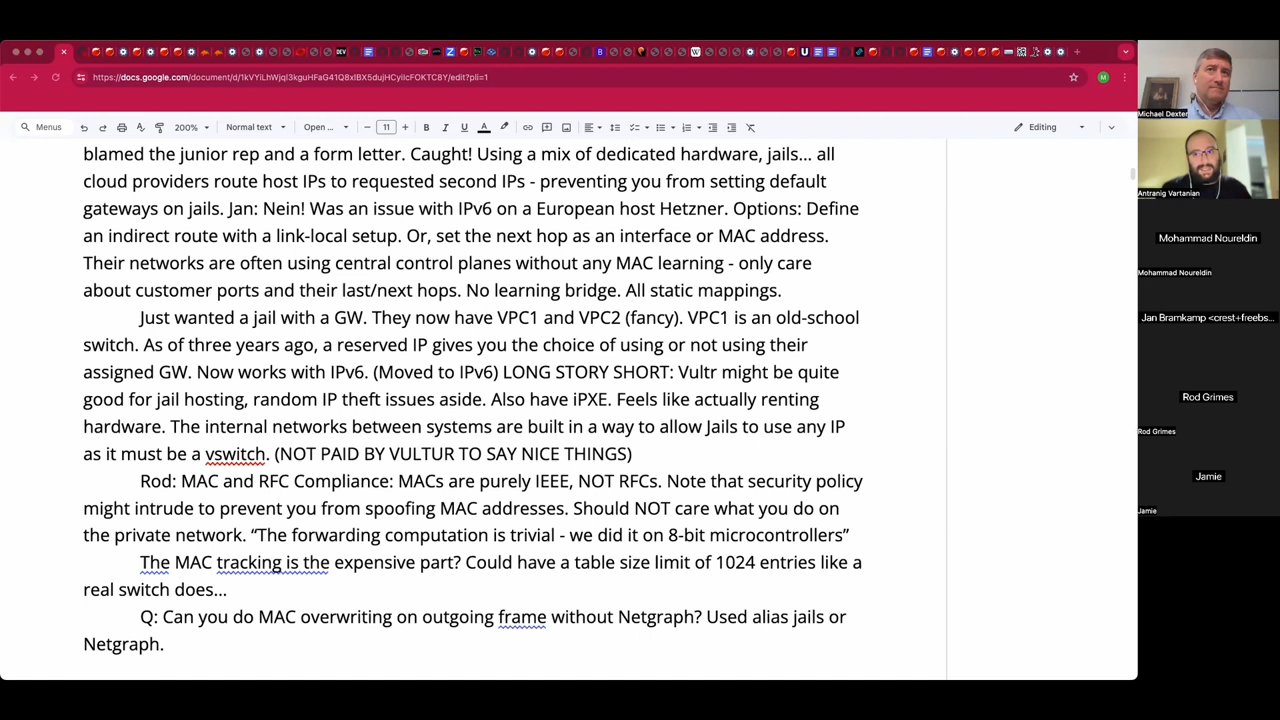 https://docs.google.com/document/d/1kVYiLhWjqI3kguHFaG41Q8xlBX5dujHCyiIcFOKTC8Y/edit?pli=1
Menus 200% Normal text Open ... 11 B I U A Editing
blamed the junior rep and a form letter. Caught! Using a mix of dedicated hardware, jails... all
cloud providers route host IPs to requested second IPs - preventing you from setting default
gateways on jails. Jan: Nein! Was an issue with IPv6 on a European host Hetzner. Options: Define
an indirect route with a link-local setup. Or, set the next hop as an interface or MAC address.
Their networks are often using central control planes without any MAC learning - only care
about customer ports and their last/next hops. No learning bridge. All static mappings.
Just wanted a jail with a GW. They now have VPC1 and VPC2 (fancy). VPC1 is an old-school
switch. As of three years ago, a reserved IP gives you the choice of using or not using their
assigned GW. Now works with IPv6. (Moved to IPv6) LONG STORY SHORT: Vultr might be quite
good for jail hosting, random IP theft issues aside. Also have iPXE. Feels like actually renting
hardware. The internal networks between systems are built in a way to allow Jails to use any IP
as it must be a vswitch. (NOT PAID BY VULTUR TO SAY NICE THINGS)
Rod: MAC and RFC Compliance: MACs are purely IEEE, NOT RFCs. Note that security policy
might intrude to prevent you from spoofing MAC addresses. Should NOT care what you do on
the private network. “The forwarding computation is trivial - we did it on 8-bit microcontrollers”
The MAC tracking is the expensive part? Could have a table size limit of 1024 entries like a
real switch does...
Q: Can you do MAC overwriting on outgoing frame without Netgraph? Used alias jails or
Netgraph.
Michael Dexter
Antranig Vartanian
Mohammad Noureldin
Mohammad Noureldin
Jan Bramkamp <crest+freebs...
Rod Grimes
Rod Grimes
Jamie
Jamie